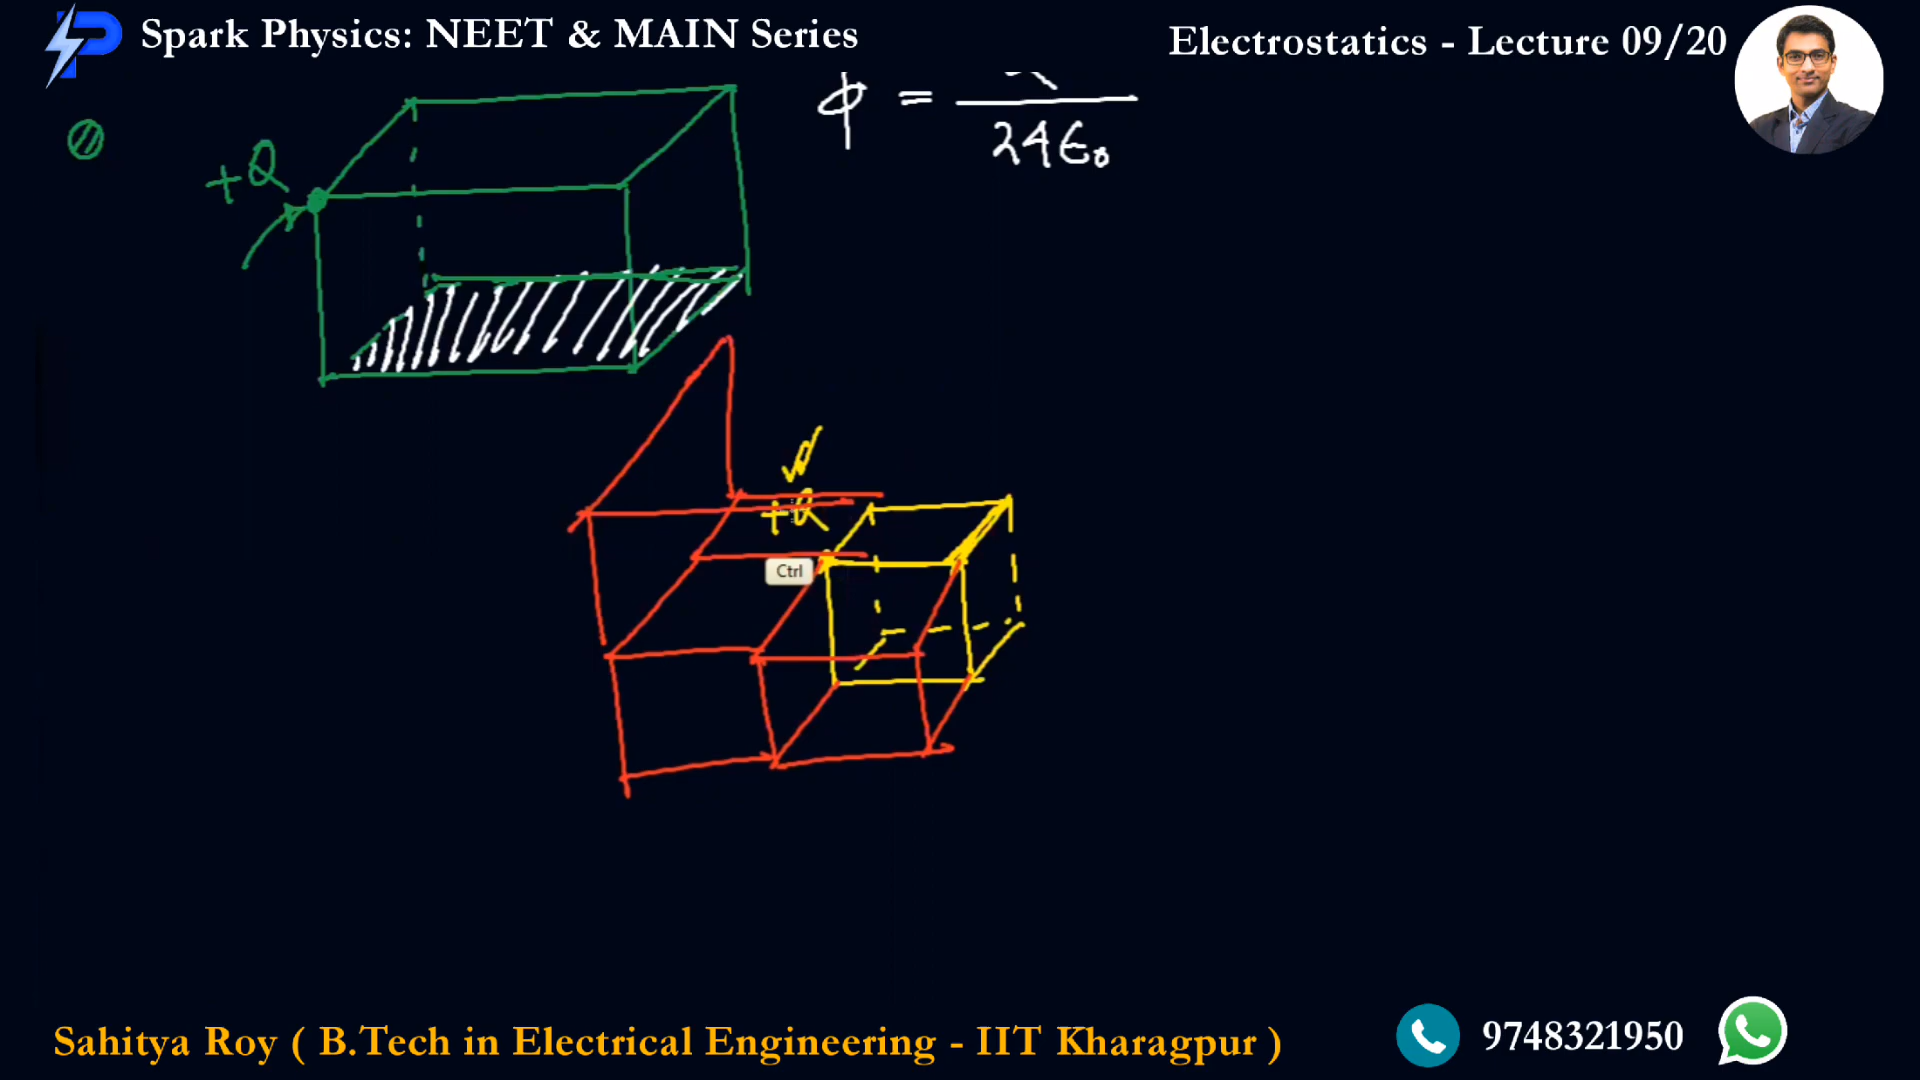 Spark Physics: NEET & MAIN Series
Electrostatics - Lecture 09/20
+Q
ϕ =
24ϵ₀
+Q
Ctrl
Sahitya Roy ( B.Tech in Electrical Engineering - IIT Kharagpur )
9748321950